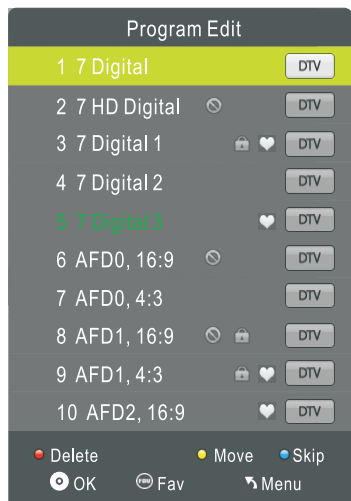 Program Edit
1 7 Digital DTV
2 7 HD Digital DTV
3 7 Digital 1 DTV
4 7 Digital 2 DTV
5 7 Digital 3 DTV
6 AFD0, 16:9 DTV
7 AFD0, 4:3 DTV
8 AFD1, 16:9 DTV
9 AFD1, 4:3 DTV
10 AFD2, 16:9 DTV
Delete Move Skip
OK FAV Fav Menu